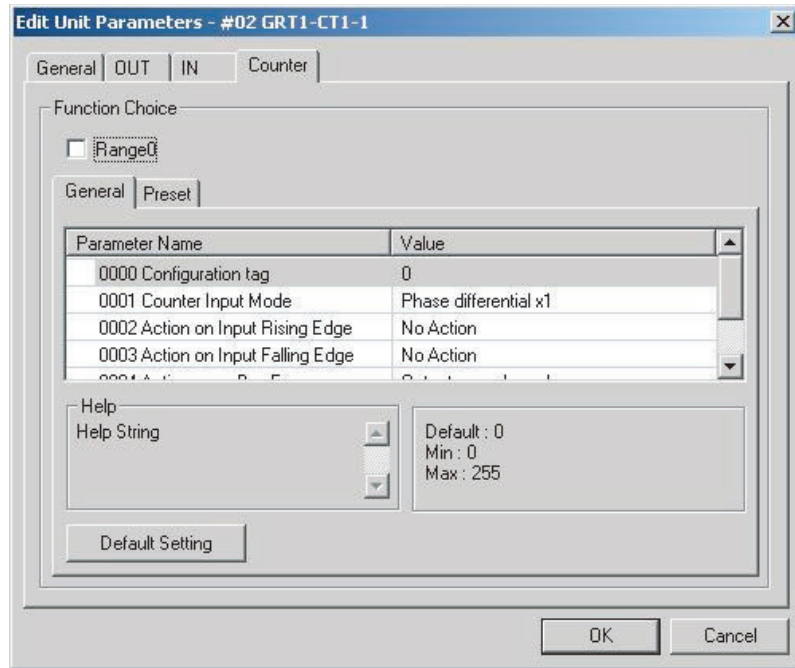 Edit Unit Parameters - #02 GRT1-CT1-1
General OUT IN Counter
Function Choice
Range0
General Preset
Parameter Name Value
0000 Configuration tag 0
0001 Counter Input Mode Phase differential x1
0002 Action on Input Rising Edge No Action
0003 Action on Input Falling Edge No Action
Help
Help String
Default : 0
Min : 0
Max : 255
Default Setting
OK Cancel